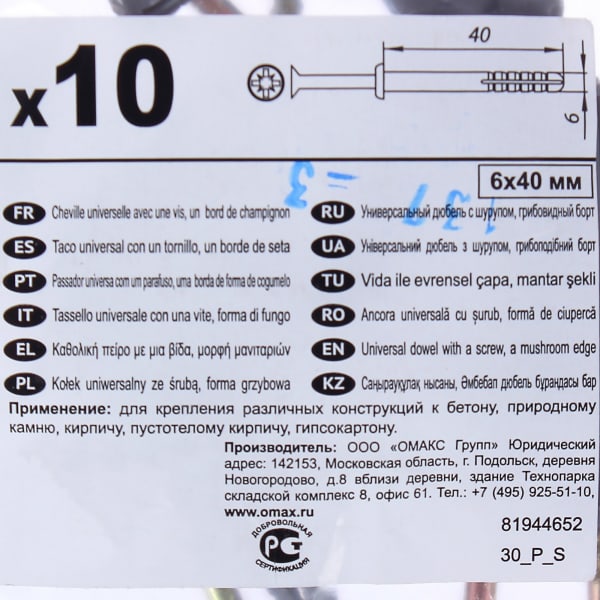 x10
40
6
6x40 мм
FR Cheville universelle avec une vis, un bord de champignon
ES Taco universal con un tornillo, un borde de seta
PT Passador universa com um parafuso, uma borda de forma de cogumelo
IT Tassello universale con una vite, forma di fungo
EL Καθολική πείρο με μια βίδα, μορφή μανιταριών
PL Kołek uniwersalny ze śrubą, forma grzybowa
RU Универсальный дюбель с шурупом, грибовидный борт
UA Універсальний дюбель з шурупом, грибоподібний борт
TU Vida ile evrensel çapa, mantar şekli
RO Ancora universală cu șurub, formă de ciupercă
EN Universal dowel with a screw, a mushroom edge
KZ Саңырауқұлақ нысаны, Әмбебап дюбель бұрандасы бар
Применение: для крепления различных конструкций к бетону, природному
камню, кирпичу, пустотелому кирпичу, гипсокартону.
Производитель: ООО «ОМАКС Групп» Юридический
адрес: 142153, Московская область, г. Подольск, деревня
Новогородово, д.8 вблизи деревни, здание Технопарка
складской комплекс 8, офис 61. Тел.: +7 (495) 925-51-10,
www.omax.ru
ДОБРОВОЛЬНАЯ
РСТ
СЕРТИФИКАЦИЯ
81944652
30_P_S